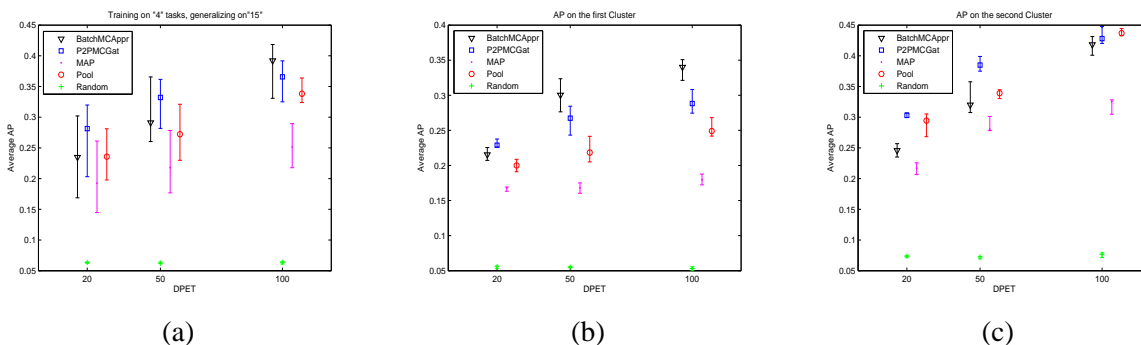 Training on "4" tasks, generalizing on"15"
0.45
0.4
0.35
0.3
0.25
0.2
0.15
0.1
0.05
Average AP
BatchMCAppr
P2PMCGat
MAP
Pool
Random
20
50
100
DPET
(a)
AP on the first Cluster
0.45
0.4
0.35
0.3
0.25
0.2
0.15
0.1
0.05
Average AP
BatchMCAppr
P2PMCGat
MAP
Pool
Random
20
50
100
DPET
(b)
AP on the second Cluster
0.45
0.4
0.35
0.3
0.25
0.2
0.15
0.1
0.05
Average AP
BatchMCAppr
P2PMCGat
MAP
Pool
Random
20
50
100
DPET
(c)